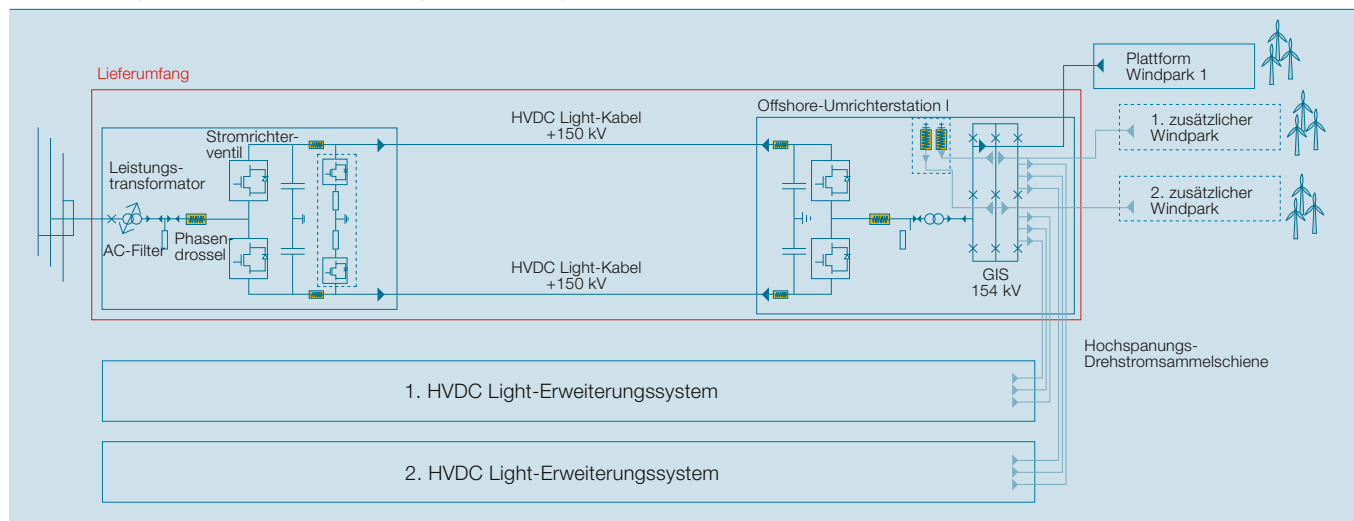 Lieferumfang
Plattform
Windpark 1
Offshore-Umrichterstation I
HVDC Light-Kabel
+150 kV
1. zusätzlicher
Windpark
Stromrichter-
ventil
Leistungs-
transformator
2. zusätzlicher
Windpark
AC-Filter
Phasen-
drossel
HVDC Light-Kabel
+150 kV
GIS
154 kV
Hochspanungs-
Drehstromsammelschiene
1. HVDC Light-Erweiterungssystem
2. HVDC Light-Erweiterungssystem